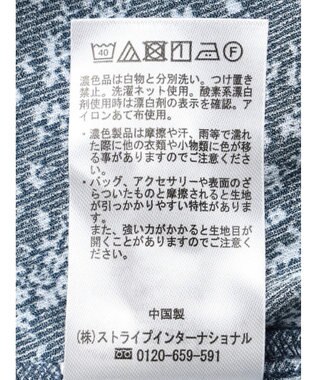 40 F
濃色品は白物と分別洗い。つけ置き
禁止。洗濯ネット使用。酸素系漂白
剤使用時は漂白剤の表示を確認。ア
イロンあて布使用。
・濃色製品は摩擦や汗、雨等で濡れ
た際に他の衣類や小物類に色が移
る事がありますのでご注意くださ
い。
・バッグ、アクセサリーや表面のざ
らついたものと摩擦されると生地
が引っかかりやすい特性がありま
す。
また、強い力がかかると生地目が
開くことがありますのでご注意く
ださい。
中国製
(株)ストライプインターナショナル
0120-659-591